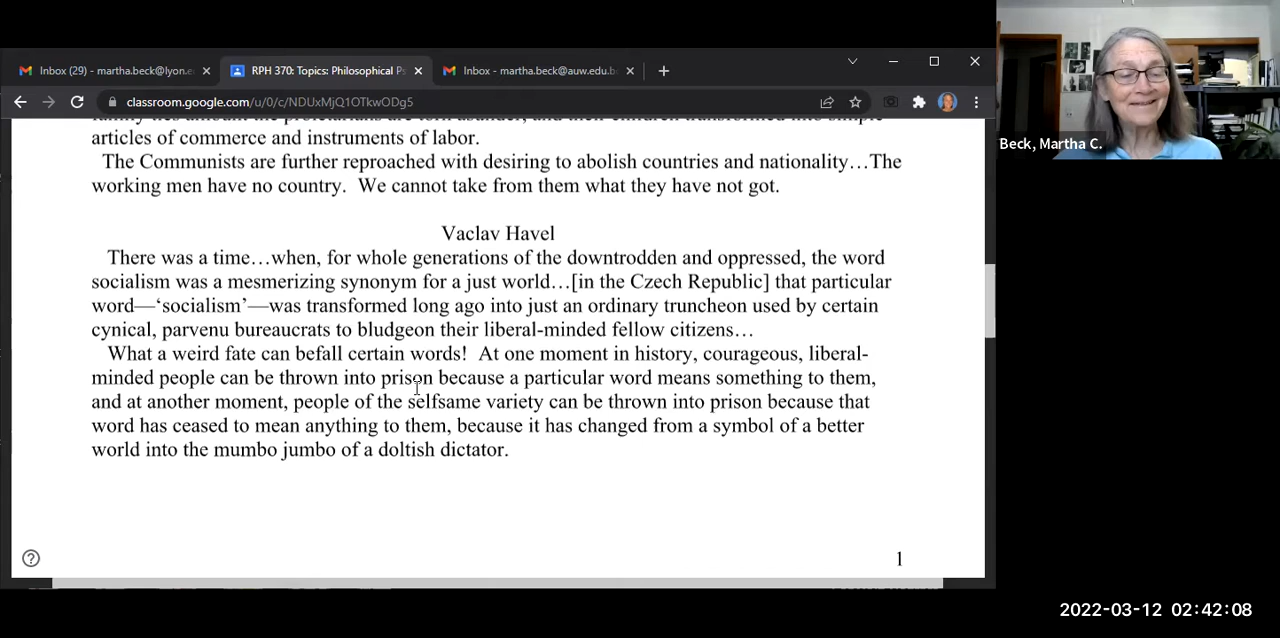 Inbox (29) - martha.beck@lyon.e
RPH 370: Topics: Philosophical Ps
Inbox - martha.beck@auw.edu.b
classroom.google.com/u/0/c/NDUxMjQ1OTkwODg5
Beck, Martha C.
articles of commerce and instruments of labor.
The Communists are further reproached with desiring to abolish countries and nationality…The
working men have no country. We cannot take from them what they have not got.
Vaclav Havel
There was a time…when, for whole generations of the downtrodden and oppressed, the word
socialism was a mesmerizing synonym for a just world…[in the Czech Republic] that particular
word—‘socialism’—was transformed long ago into just an ordinary truncheon used by certain
cynical, parvenu bureaucrats to bludgeon their liberal-minded fellow citizens…
What a weird fate can befall certain words! At one moment in history, courageous, liberal-
minded people can be thrown into prison because a particular word means something to them,
and at another moment, people of the selfsame variety can be thrown into prison because that
word has ceased to mean anything to them, because it has changed from a symbol of a better
world into the mumbo jumbo of a doltish dictator.
1
2022-03-12 02:42:08